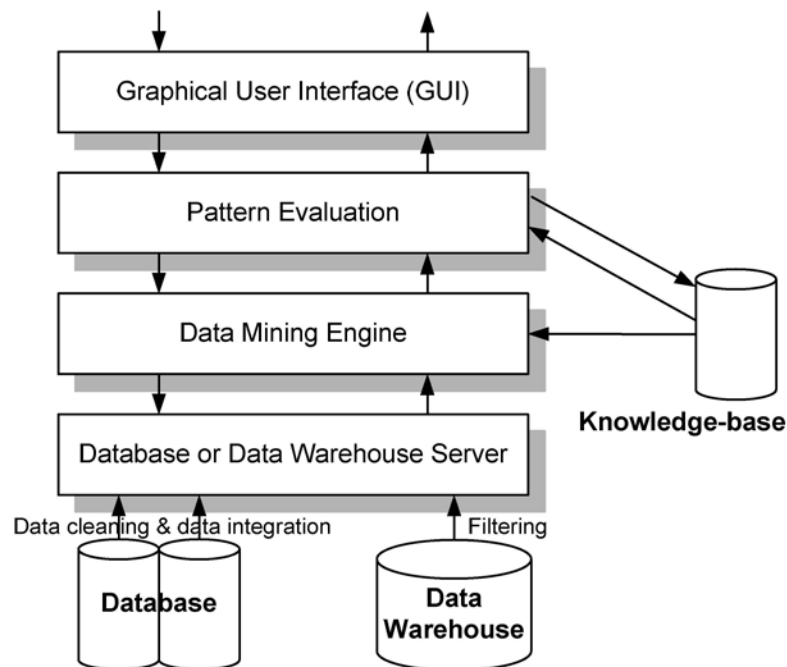 Graphical User Interface (GUI)
Pattern Evaluation
Data Mining Engine
Knowledge-base
Database or Data Warehouse Server
Data cleaning & data integration
Filtering
Database
Data
Warehouse